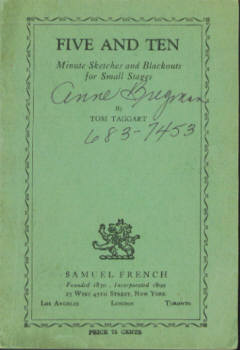 FIVE AND TEN
Minute Sketches and Blackouts
for Small Stages
Anne Bregman
By
TOM TAGGART
683-7453
SAMUEL FRENCH
Founded 1830 Incorporated 1899
25 WEST 45TH STREET, NEW YORK
LOS ANGELES LONDON TORONTO
PRICE 75 CENTS